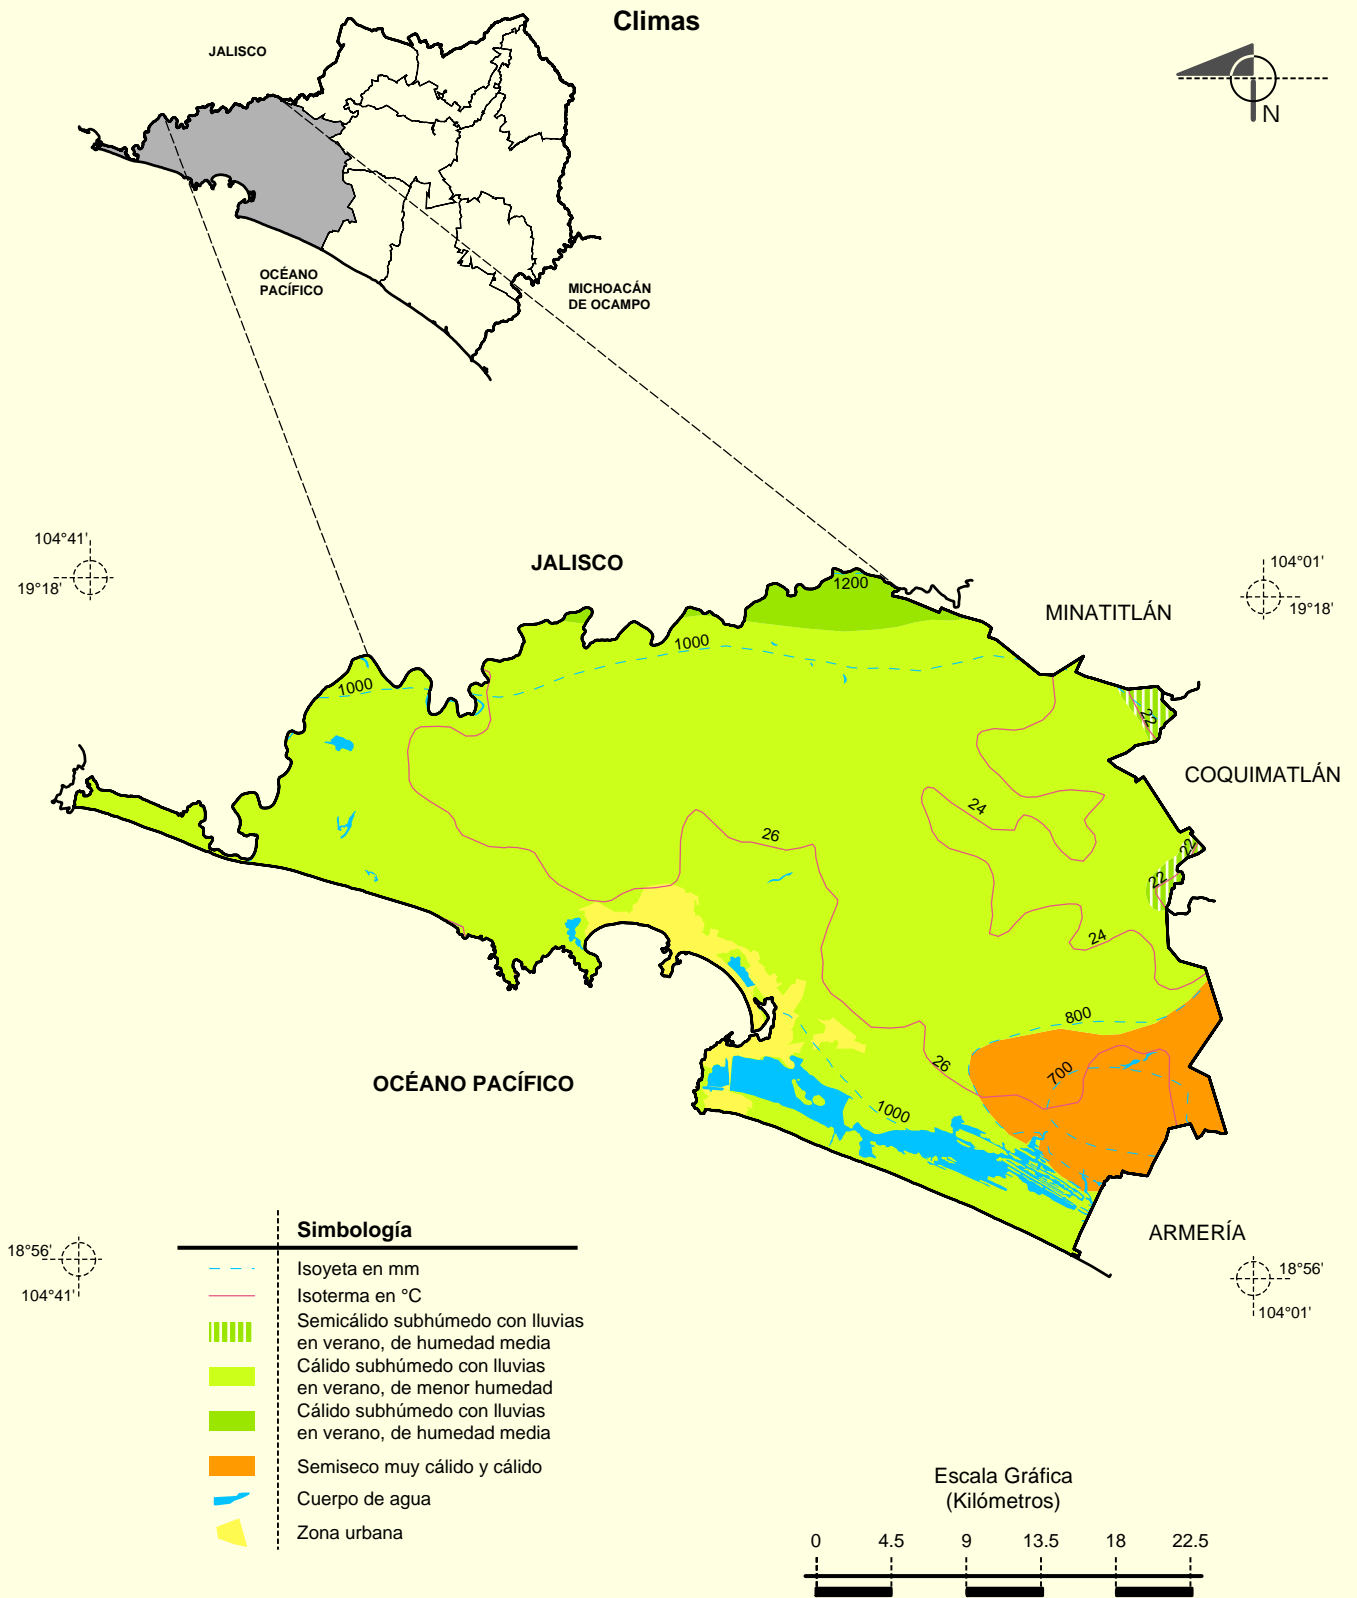 Climas
JALISCO
N
OCÉANO
PACÍFICO
MICHOACÁN
DE OCAMPO
104°41'
19°18'
JALISCO
104°01'
19°18'
1200
MINATITLÁN
1000
1000
22
COQUIMATLÁN
24
26
22
22
24
800
26
700
OCÉANO PACÍFICO
1000
ARMERÍA
18°56'
104°41'
18°56'
104°01'
Simbología
Isoyeta en mm
Isoterma en °C
Semicálido subhúmedo con lluvias
en verano, de humedad media
Cálido subhúmedo con lluvias
en verano, de menor humedad
Cálido subhúmedo con lluvias
en verano, de humedad media
Semiseco muy cálido y cálido
Cuerpo de agua
Zona urbana
Escala Gráfica
(Kilómetros)
0 4.5 9 13.5 18 22.5